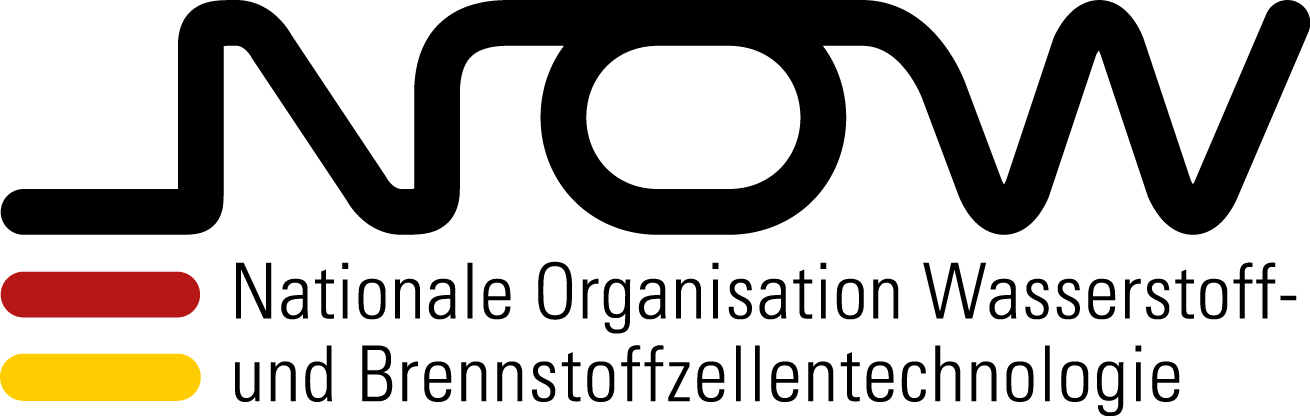 NOW
Nationale Organisation Wasserstoff-
und Brennstoffzellentechnologie